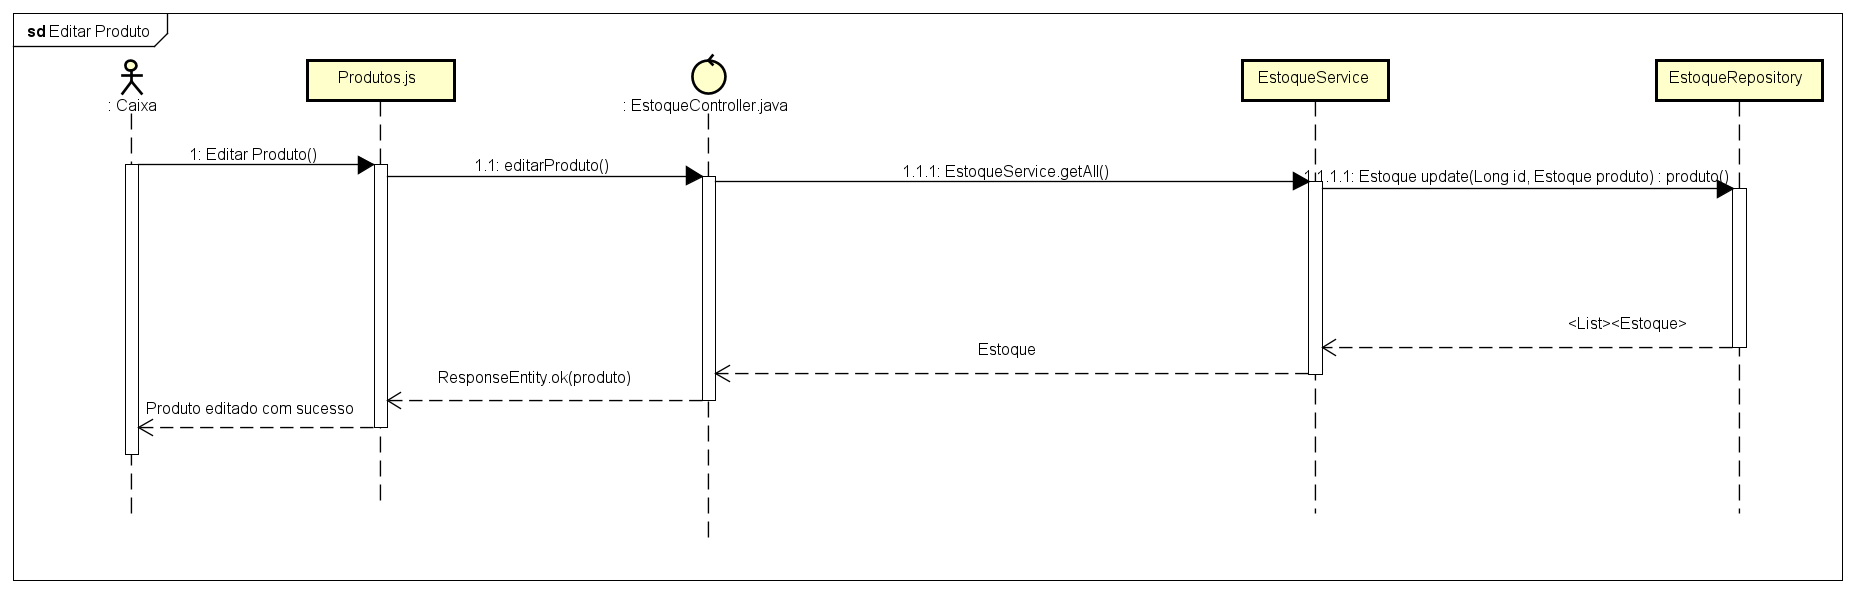 sd Editar Produto
: Caixa
Produtos.js
: EstoqueController.java
EstoqueService
EstoqueRepository
1: Editar Produto()
1.1: editarProduto()
1.1.1: EstoqueService.getAll()
1.1.1.1: Estoque update(Long id, Estoque produto) : produto()
<List><Estoque>
Estoque
ResponseEntity.ok(produto)
Produto editado com sucesso